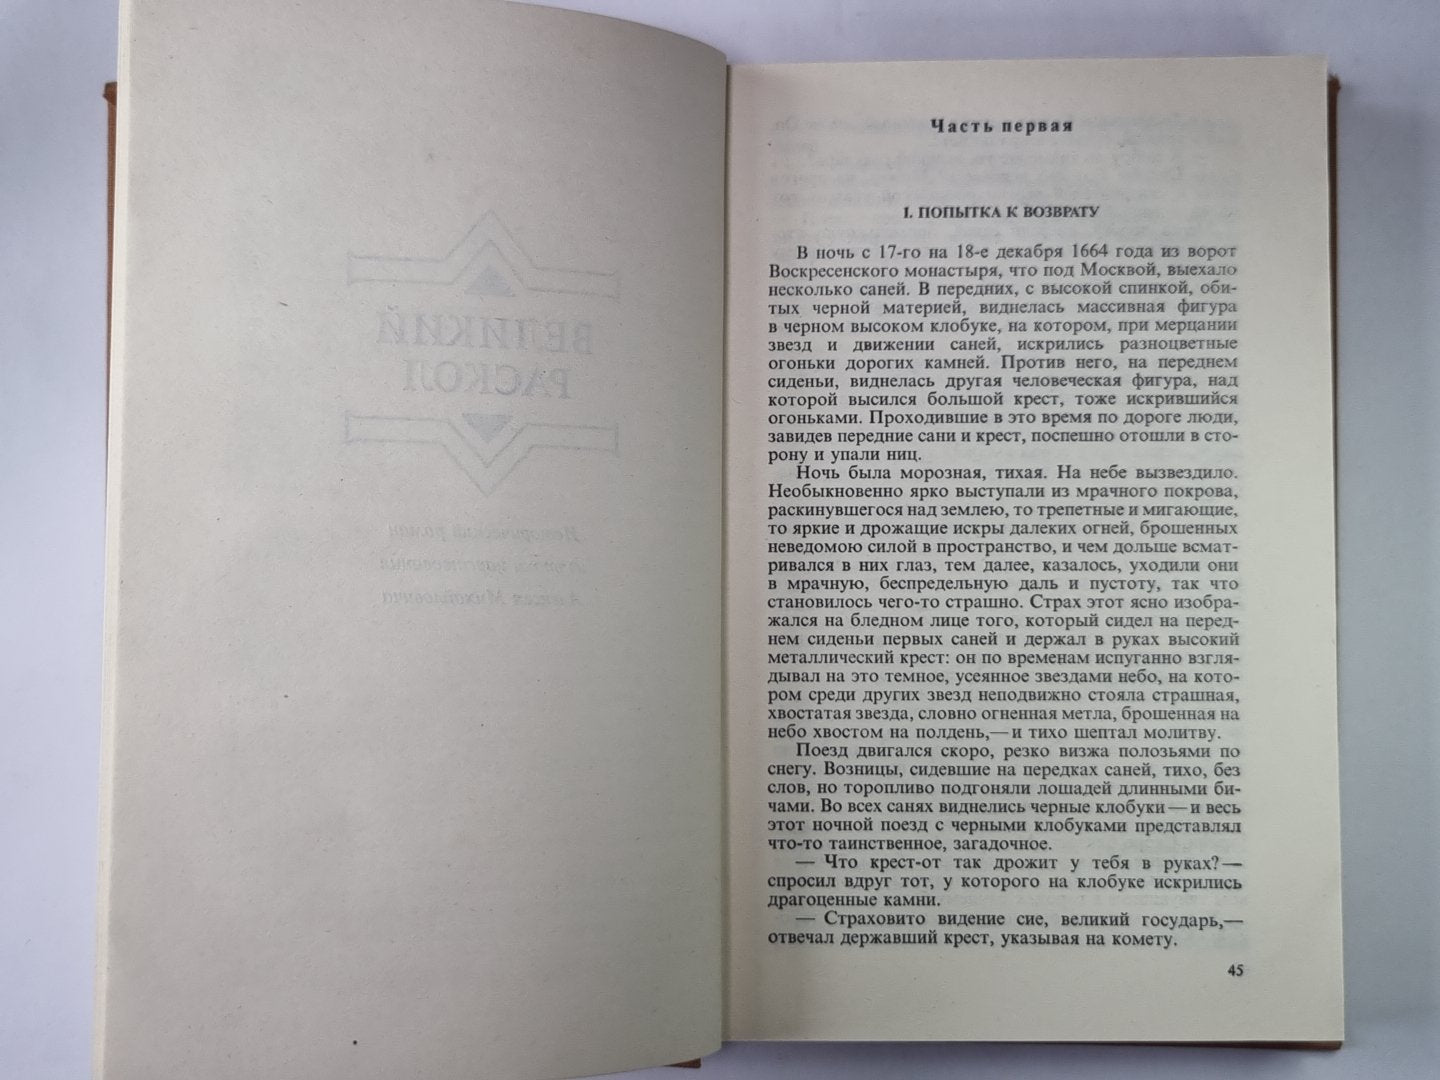 ВЕЛИКИЙ
РАСКОЛ
Исторический роман
царствования
Алексея Михайловича
Часть первая
I. ПОПЫТКА К ВОЗВРАТУ
В ночь с 17-го на 18-е декабря 1664 года из ворот
Воскресенского монастыря, что под Москвой, выехало
несколько саней. В передних, с высокой спинкой, оби-
тых черной материей, виднелась массивная фигура
в черном высоком клобуке, на котором, при мерцании
звезд и движении саней, искрились разноцветные
огоньки дорогих камней. Против него, на переднем
сиденьи, виднелась другая человеческая фигура, над
которой высился большой крест, тоже искрившийся
огоньками. Проходившие в это время по дороге люди,
завидев передние сани и крест, поспешно отошли в сто-
рону и упали ниц.
Ночь была морозная, тихая. На небе вызвездило.
Необыкновенно ярко выступали из мрачного покрова,
раскинувшегося над землею, то трепетные и мигающие,
то яркие и дрожащие искры далеких огней, брошенных
неведомою силой в пространство, и чем дольше всмат-
ривался в них глаз, тем далее, казалось, уходили они
в мрачную, беспредельную даль и пустоту, так что
становилось чего-то страшно. Страх этот ясно изобра-
жался на бледном лице того, который сидел на перед-
нем сиденьи первых саней и держал в руках высокий
металлический крест: он по временам испуганно взгля-
дывал на это темное, усеянное звездами небо, на кото-
ром среди других звезд неподвижно стояла страшная,
хвостатая звезда, словно огненная метла, брошенная на
небо хвостом на полдень,— и тихо шептал молитву.
Поезд двигался скоро, резко визжа полозьями по
снегу. Возницы, сидевшие на передках саней, тихо, без
слов, но торопливо подгоняли лошадей длинными би-
чами. Во всех санях виднелись черные клобуки — и весь
этот ночной поезд с черными клобуками представлял
что-то таинственное, загадочное.
— Что крест-от так дрожит у тебя в руках?—
спросил вдруг тот, у которого на клобуке искрились
драгоценные камни.
— Страховито видение сие, великий государь,—
отвечал державший крест, указывая на комету.
45